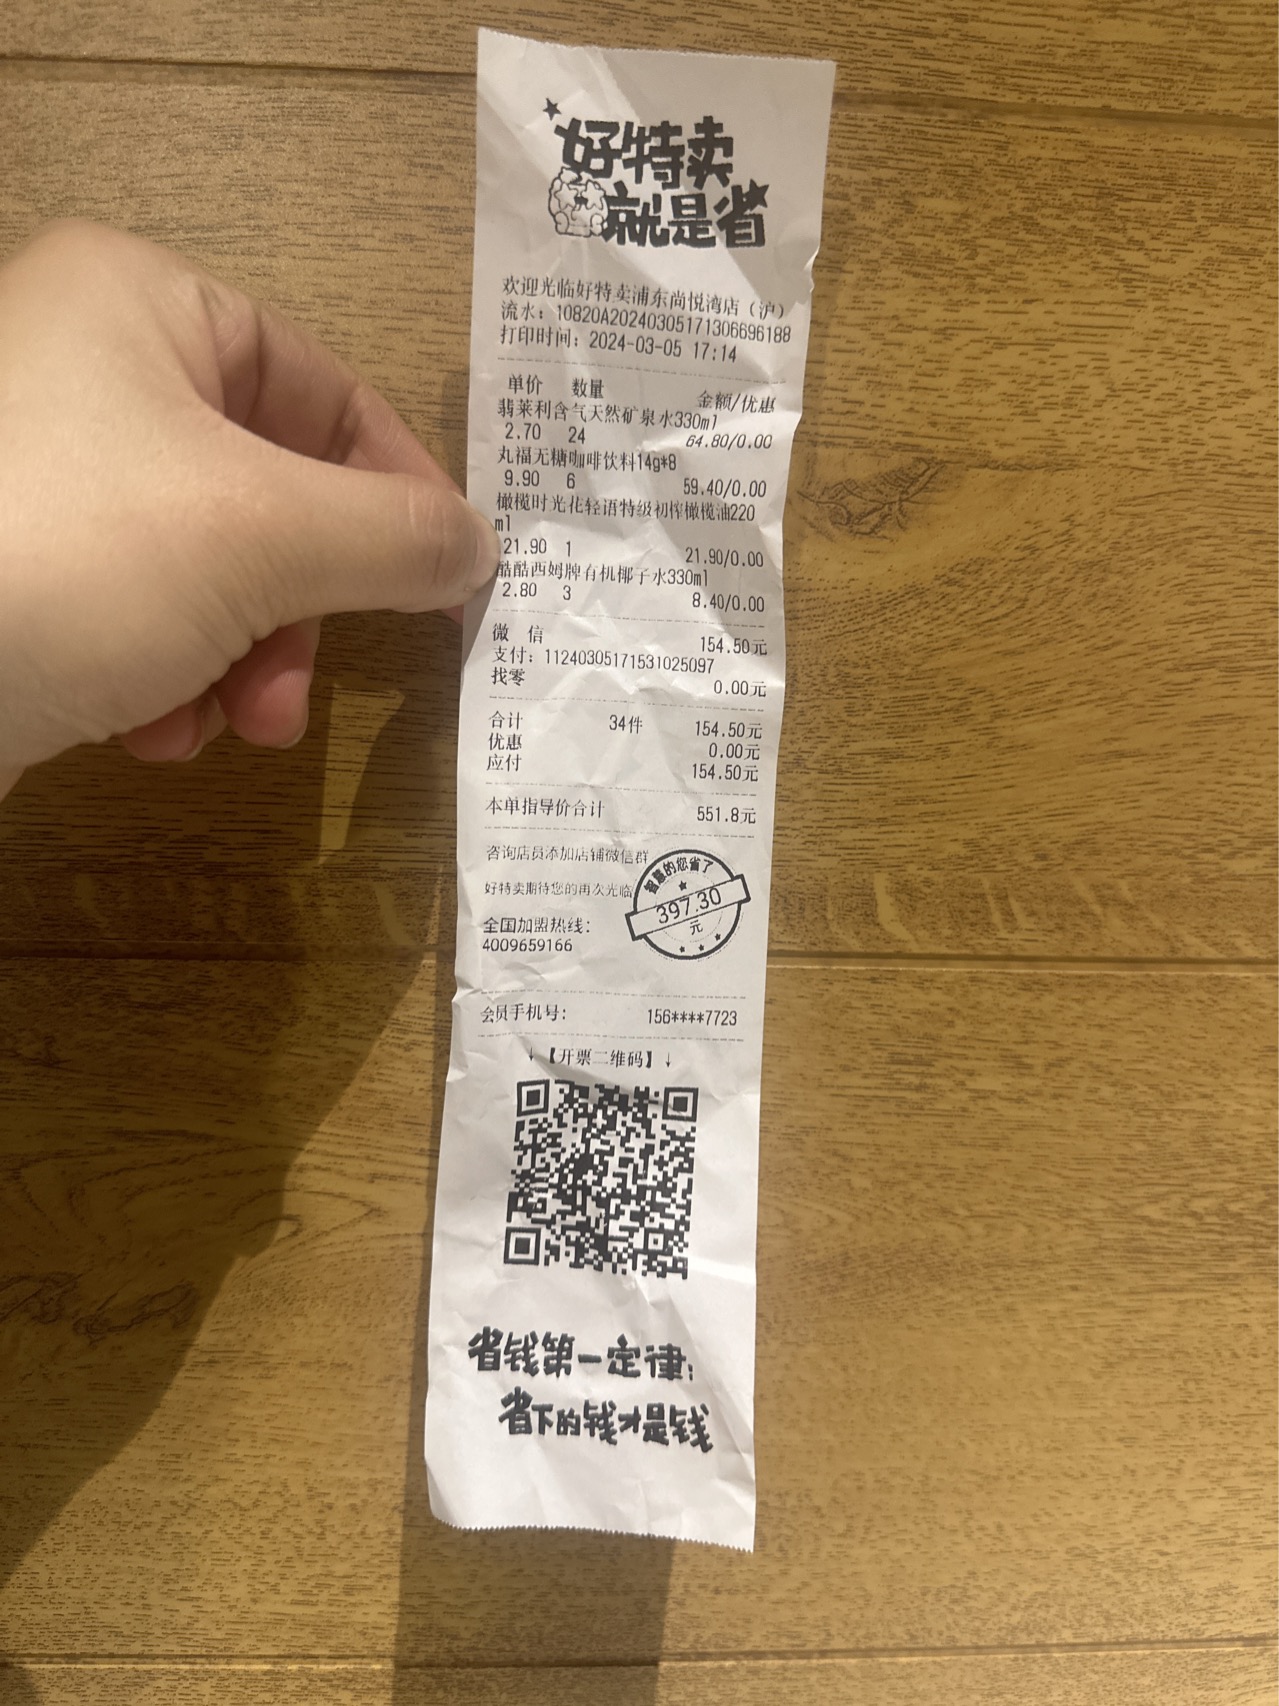 好特卖
就是省
欢迎光临好特卖浦东尚悦湾店（沪）
流水：10820A20240305171306696188
打印时间：2024-03-05 17:14
单价 数量 金额/优惠
翡莱利含气天然矿泉水330ml
2.70 24 64.80/0.00
丸福无糖咖啡饮料14g*8
9.90 6 59.40/0.00
橄榄时光花轻语特级初榨橄榄油220
ml
21.90 1 21.90/0.00
酷酷西姆牌有机椰子水330ml
2.80 3 8.40/0.00
微 信 154.50元
支付：11240305171531025097
找零 0.00元
合计 34件 154.50元
优惠 0.00元
应付 154.50元
本单指导价合计 551.8元
咨询店员添加店铺微信群
好特卖期待您的再次光临
智慧的您省了
397.30
元
全国加盟热线：
4009659166
会员手机号： 156****7723
↓【开票二维码】↓
省钱第一定律：
省下的钱才是钱